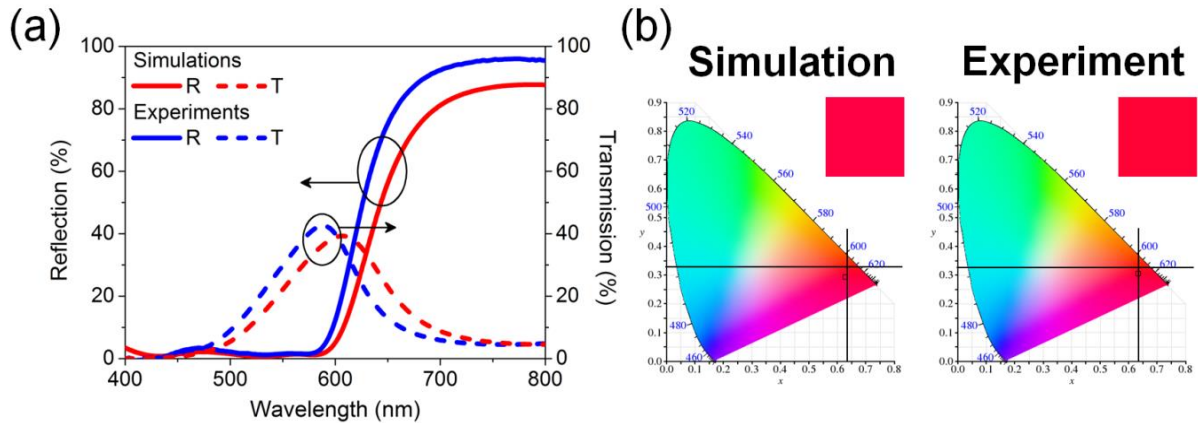 (a)
Simulations
R T
Experiments
R T
100
80
60
40
20
0
Reflection (%)
100
80
60
40
20
0
Transmission (%)
400 500 600 700 800
Wavelength (nm)
(b)
Simulation
0.9
0.8
0.7
0.6
0.5
0.4
0.3
0.2
0.1
0.0
y
520
540
560
580
600
620
500
480
460
0.0 0.1 0.2 0.3 0.4 0.5 0.6 0.7 0.8
x
Experiment
0.9
0.8
0.7
0.6
0.5
0.4
0.3
0.2
0.1
0.0
y
520
540
560
580
600
620
500
480
460
0.0 0.1 0.2 0.3 0.4 0.5 0.6 0.7 0.8
x